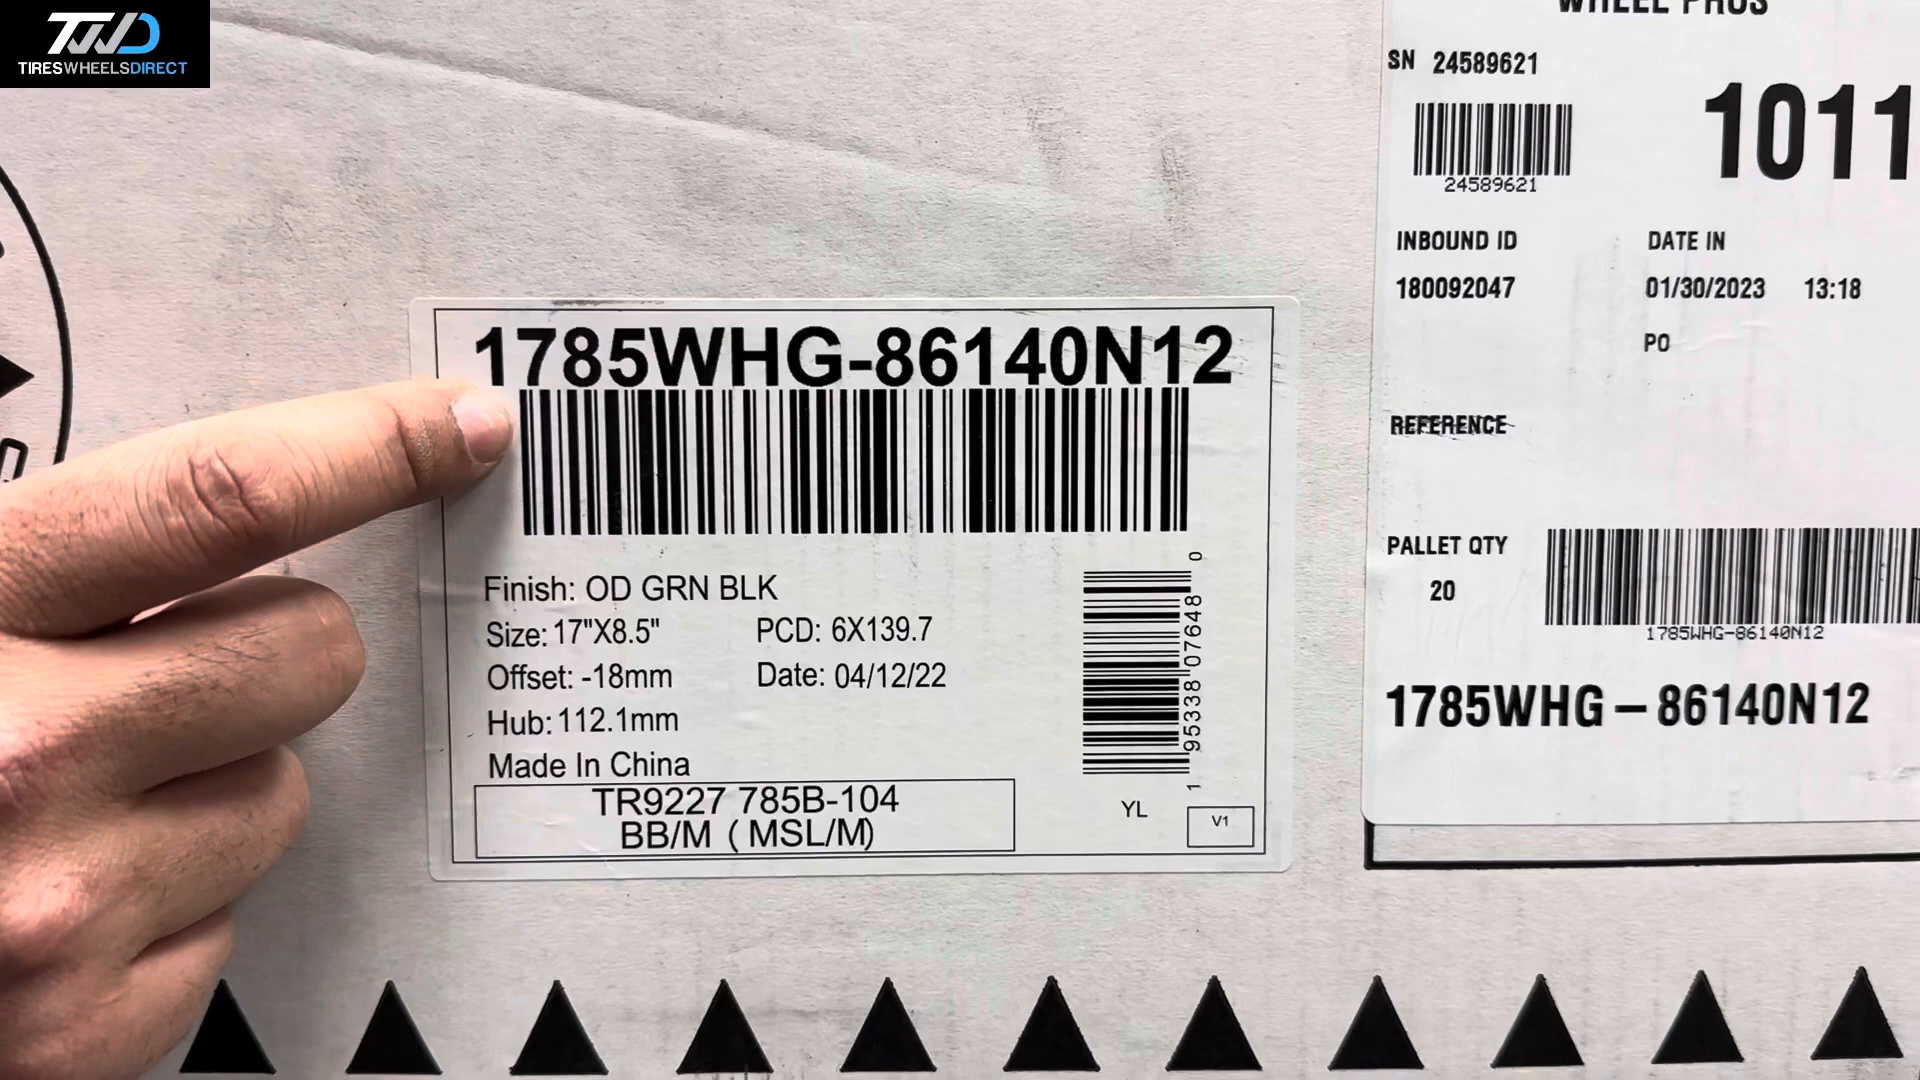 TWD
TIRESWHEELSDIRECT
1785WHG-86140N12
Finish: OD GRN BLK
Size: 17"X8.5" PCD: 6X139.7
Offset: -18mm Date: 04/12/22
Hub: 112.1mm
Made In China
TR9227 785B-104
BB/M ( MSL/M)
1 95338 07648 0
YL
V1
WHEEL PROS
SN 24589621
1011
24589621
INBOUND ID DATE IN
180092047 01/30/2023 13:18
PO
REFERENCE
PALLET QTY
20
1785WHG-86140N12
1785WHG-86140N12